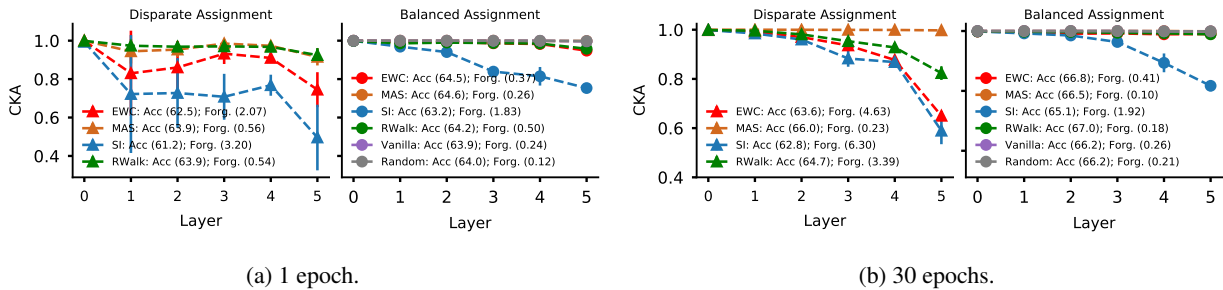 Disparate Assignment
CKA
1.0
0.8
0.6
0.4
EWC: Acc (62.5); Forg. (2.07)
MAS: Acc (63.9); Forg. (0.56)
SI: Acc (61.2); Forg. (3.20)
RWalk: Acc (63.9); Forg. (0.54)
0 1 2 3 4 5
Layer
Balanced Assignment
EWC: Acc (64.5); Forg. (0.37)
MAS: Acc (64.6); Forg. (0.26)
SI: Acc (63.2); Forg. (1.83)
RWalk: Acc (64.2); Forg. (0.50)
Vanilla: Acc (63.9); Forg. (0.24)
Random: Acc (64.0); Forg. (0.12)
0 1 2 3 4 5
Layer
(a) 1 epoch.
Disparate Assignment
CKA
1.0
0.8
0.6
0.4
EWC: Acc (63.6); Forg. (4.63)
MAS: Acc (66.0); Forg. (0.23)
SI: Acc (62.8); Forg. (6.30)
RWalk: Acc (64.7); Forg. (3.39)
0 1 2 3 4 5
Layer
Balanced Assignment
EWC: Acc (66.8); Forg. (0.41)
MAS: Acc (66.5); Forg. (0.10)
SI: Acc (65.1); Forg. (1.92)
RWalk: Acc (67.0); Forg. (0.18)
Vanilla: Acc (66.2); Forg. (0.26)
Random: Acc (66.2); Forg. (0.21)
0 1 2 3 4 5
Layer
(b) 30 epochs.